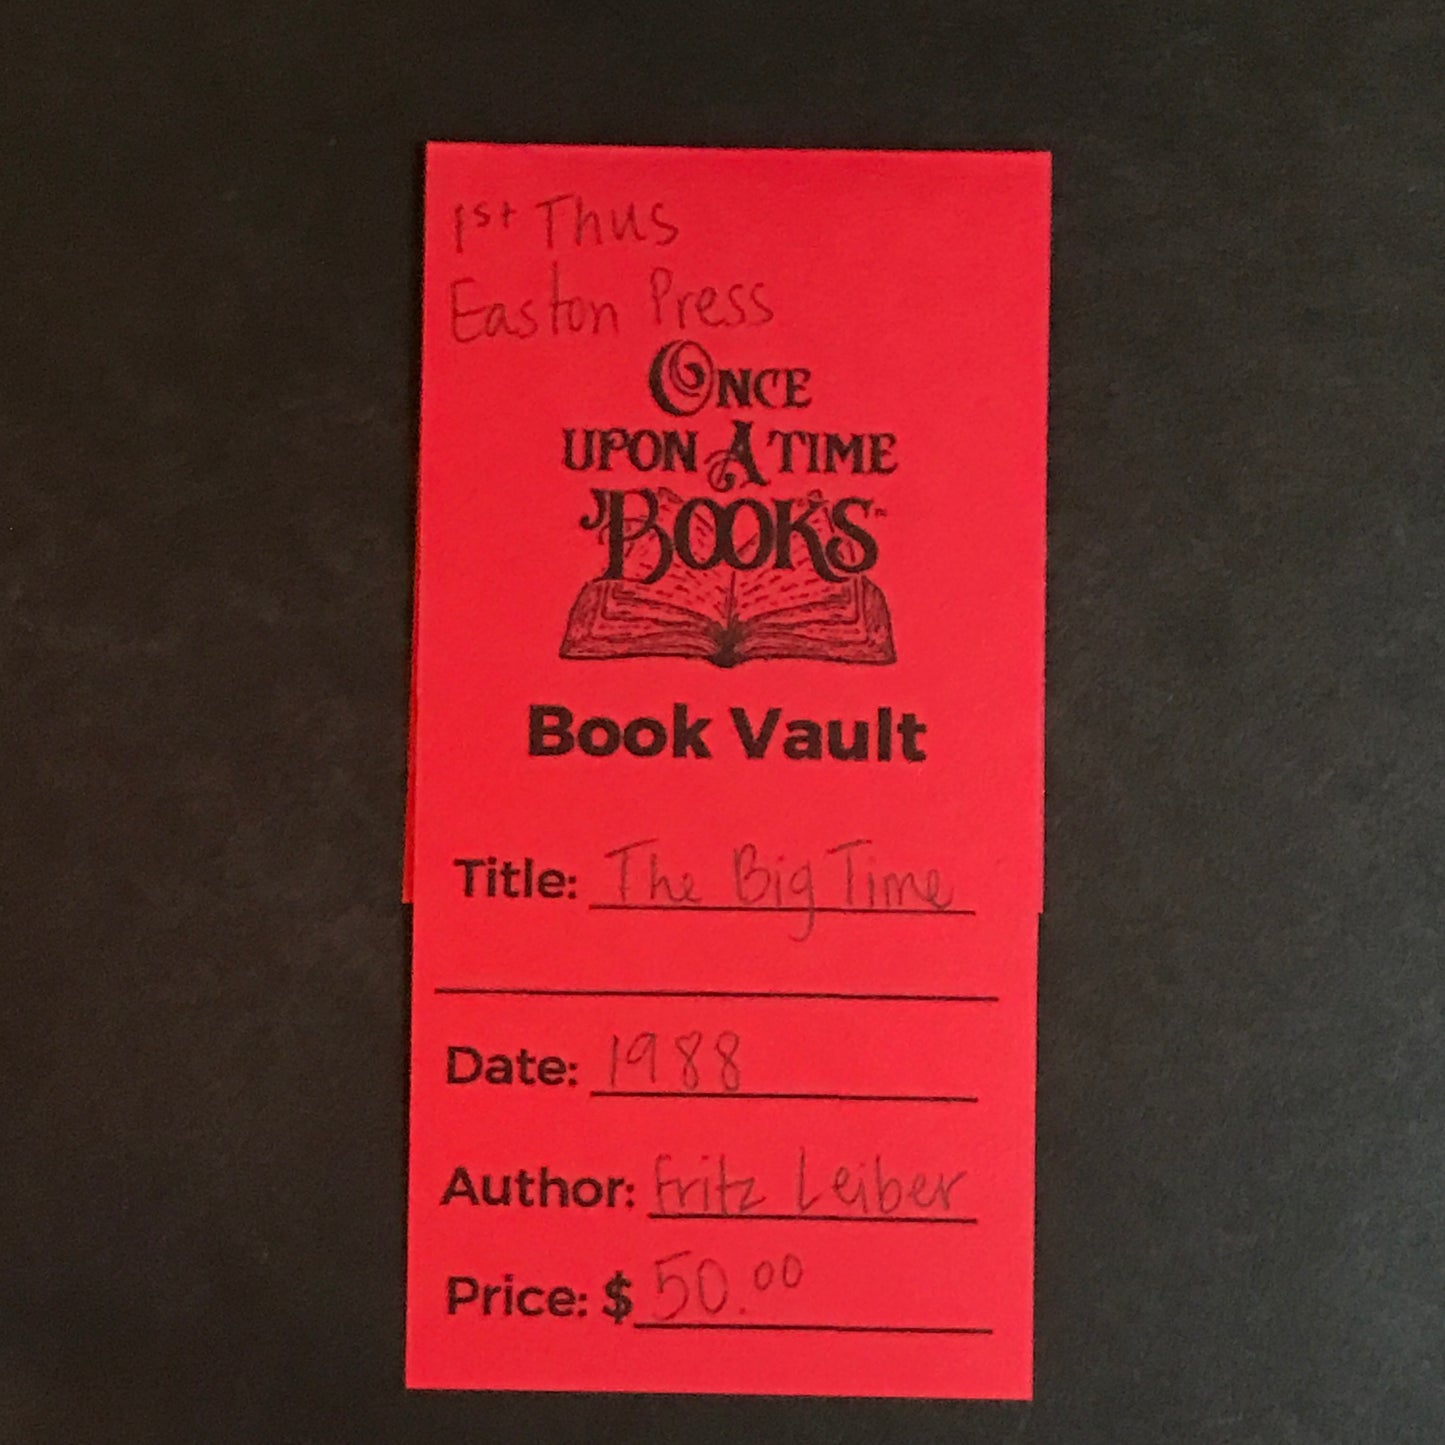 1st Thus
Easton Press
ONCE
UPON A TIME
BOOKS™
Book Vault
Title: The Big Time
Date: 1988
Author: Fritz Leiber
Price: $ 50.00